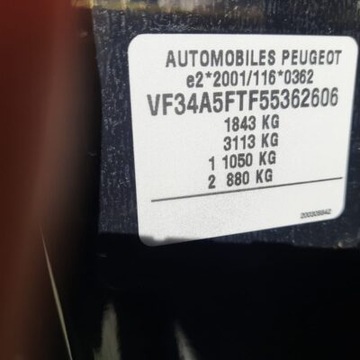 AUTOMOBILES PEUGEOT
e2*2001/116*0362
VF34A5FTF55362606
1843 KG
3113 KG
1 1050 KG
2 880 KG